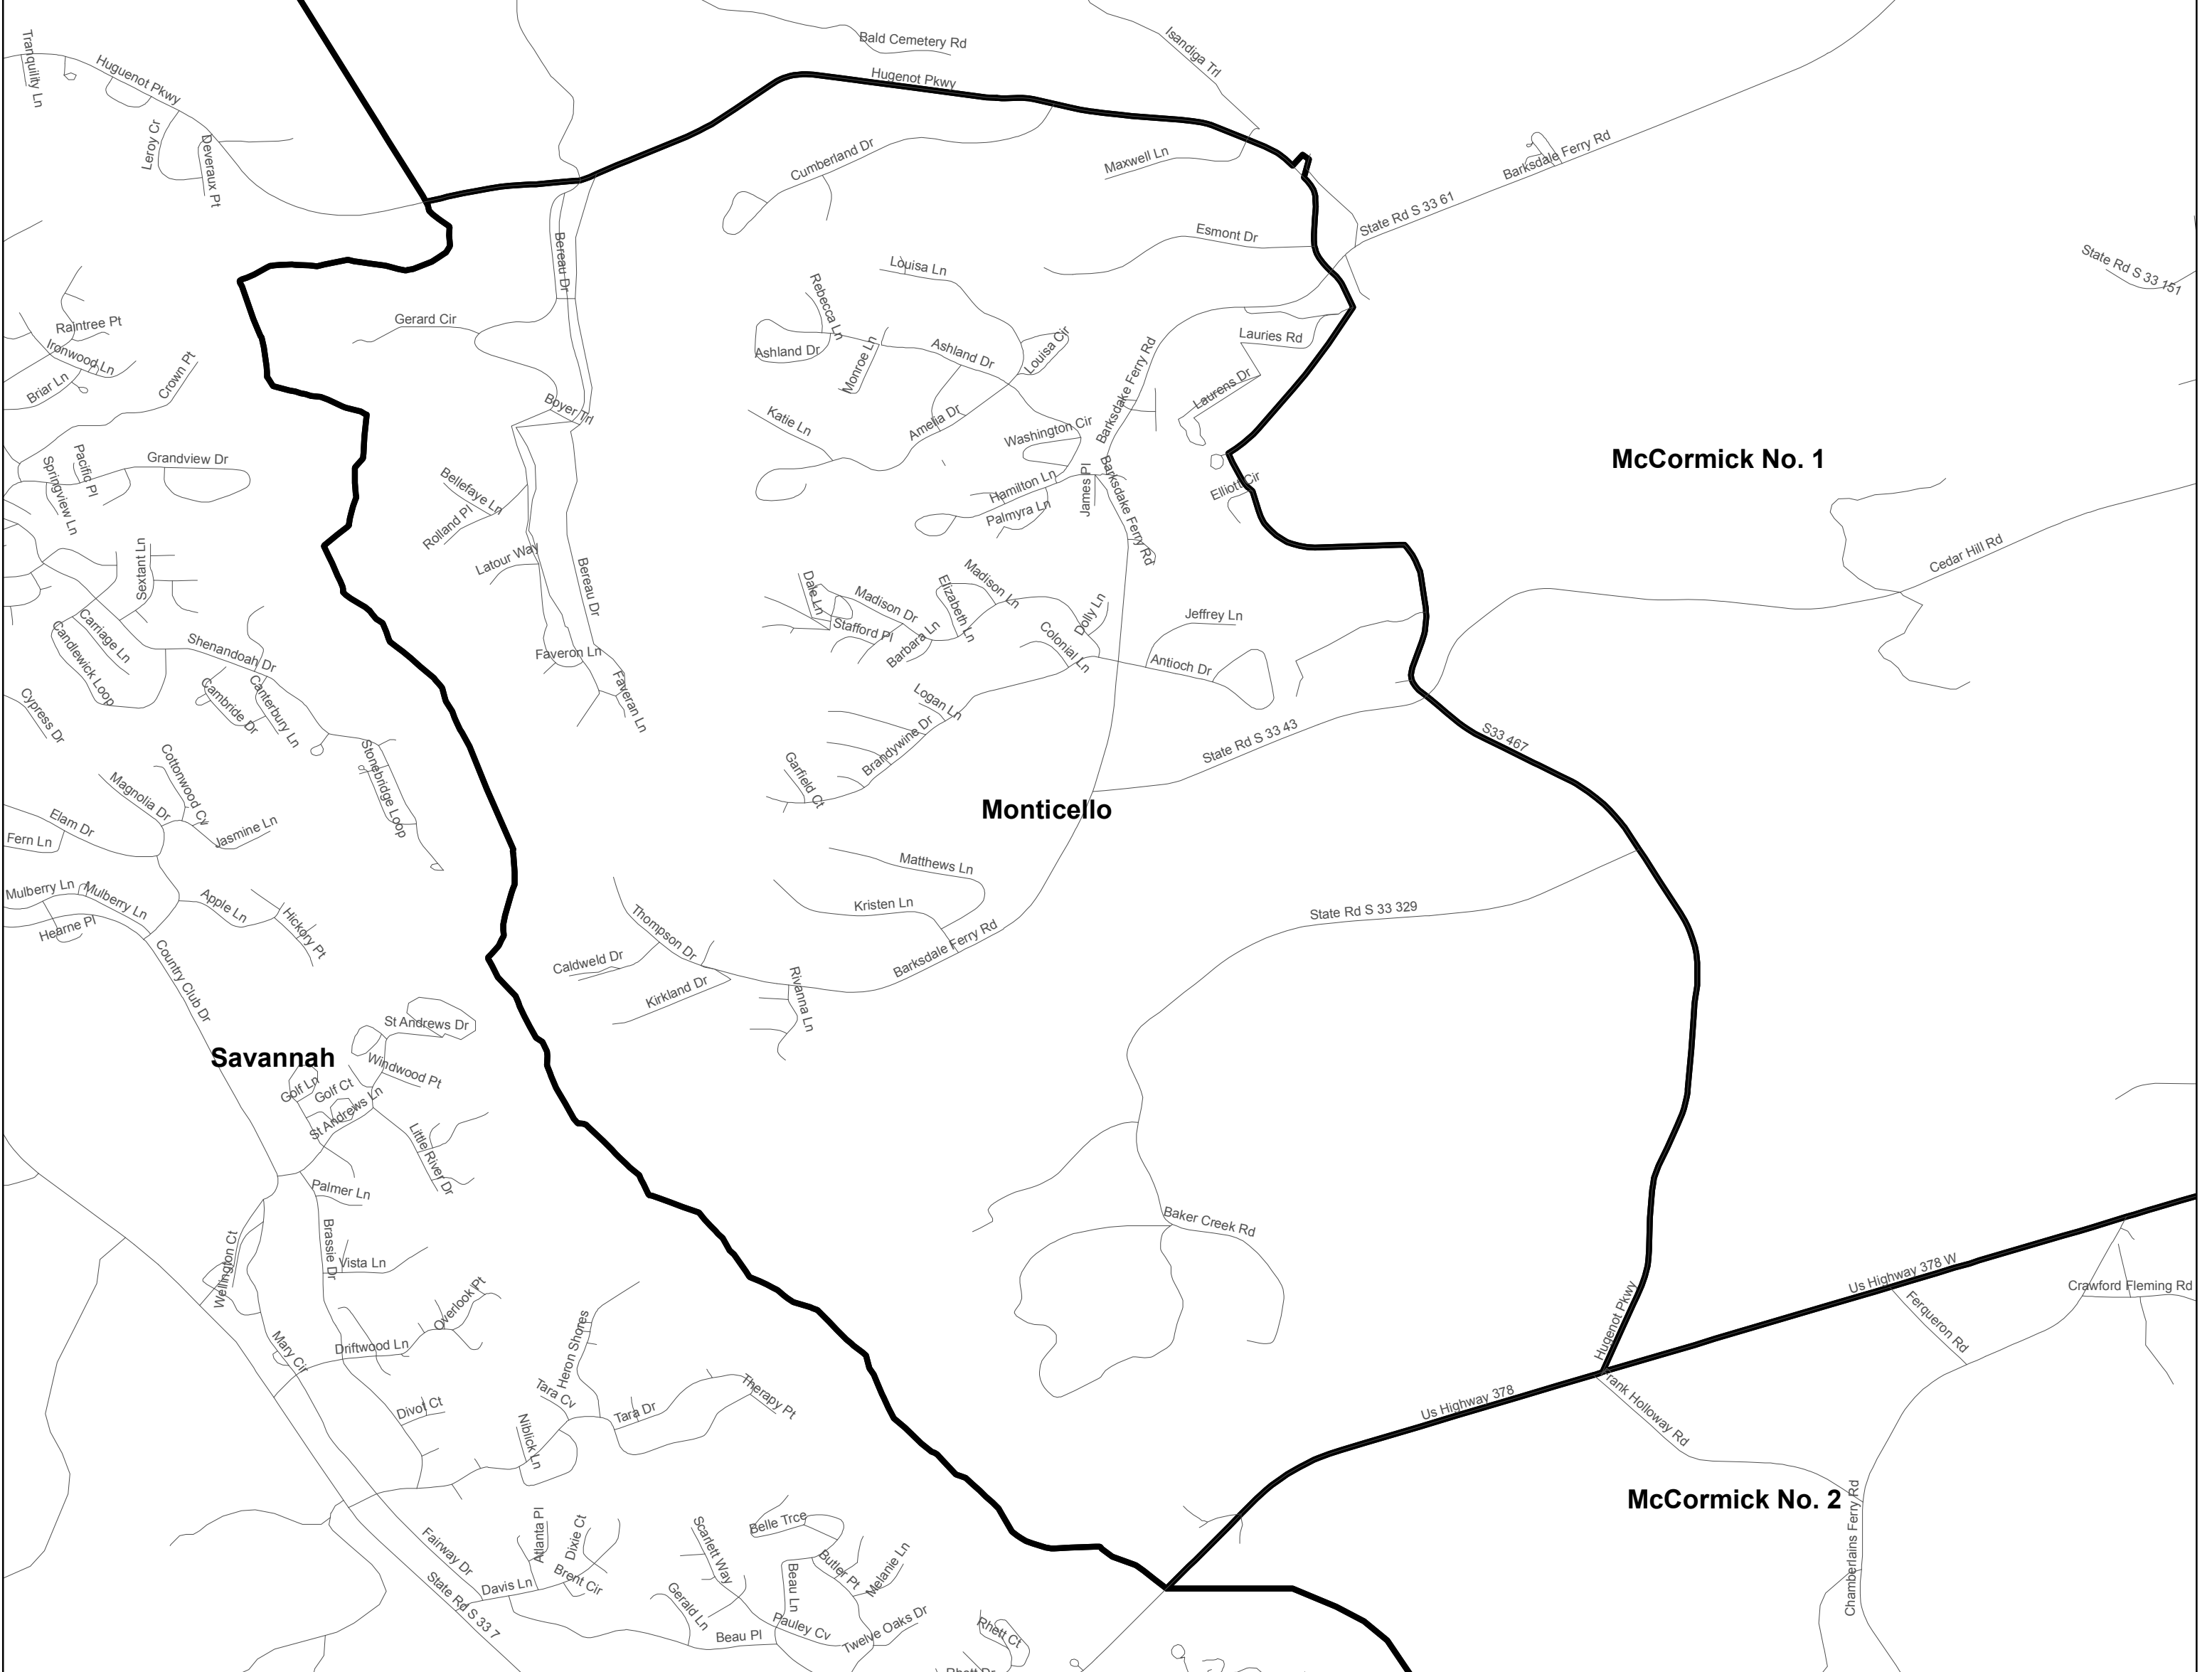 Tranquility Ln
Huguenot Pkwy
Leroy Cr
Deveraux Pt
Bald Cemetery Rd
Hugenot Pkwy
Isandiga Trl
Cumberland Dr
Maxwell Ln
Barksdale Ferry Rd
State Rd S 33 61
Esmont Dr
State Rd S 33 151
Bereau Dr
Louisa Ln
Rebecca Ln
Gerard Cir
Raintree Pt
Ironwood Ln
Briar Ln
Crown Pt
Ashland Dr
Monroe Ln
Ashland Dr
Louisa Cir
Lauries Rd
Barksdake Ferry Rd
Laurens Dr
Boyer Trl
Katie Ln
Amelia Dr
Washington Cir
McCormick No. 1
Grandview Dr
Pacific Pl
Springview Ln
Bellefaye Ln
Rolland Pl
Hamilton Ln
Palmyra Ln
James Pl
Barksdake Ferry Rd
Elliott Cir
Latour Way
Sextant Ln
Cedar Hill Rd
Bereau Dr
Dale Ln
Madison Dr
Stafford Pl
Barbara Ln
Elizabeth Ln
Madison Ln
Dolly Ln
Colonial Ln
Jeffrey Ln
Antioch Dr
Carriage Ln
Candlewick Loop
Shenandoah Dr
Faveron Ln
Faveran Ln
Cambride Dr
Canterbury Ln
Cypress Dr
Logan Ln
Brandywine Dr
State Rd S 33 43
S33 467
Garfield Ct
Stonebridge Loop
Cottonwood Cv
Magnolia Dr
Jasmine Ln
Elam Dr
Fern Ln
Monticello
Matthews Ln
Kristen Ln
State Rd S 33 329
Mulberry Ln
Mulberry Ln
Hearne Pl
Apple Ln
Hickory Pt
Thompson Dr
Caldweld Dr
Kirkland Dr
Barksdale Ferry Rd
Rivanna Ln
Country Club Dr
St Andrews Dr
Savannah
Windwood Pt
Golf Ln
Golf Ct
St Andrews Ln
Little River Dr
Palmer Ln
Brassie Dr
Vista Ln
Wellington Ct
Baker Creek Rd
Us Highway 378 W
Crawford Fleming Rd
Ferqueron Rd
Hugenot Pkwy
Overlook Pt
Driftwood Ln
Mary Cir
Heron Shores
Tara Cv
Tara Dr
Therapy Pt
Divot Ct
Niblick Ln
Us Highway 378
Frank Holloway Rd
McCormick No. 2
Chamberlains Ferry Rd
Fairway Dr
State Rd S 33 7
Atlanta Pl
Dixie Ct
Davis Ln
Brent Cir
Scarlett Way
Belle Trce
Butler Pt
Melanie Ln
Beau Ln
Gerald Ln
Beau Pl
Pauley Cv
Twelve Oaks Dr
Rhett Ct
Rhett Dr